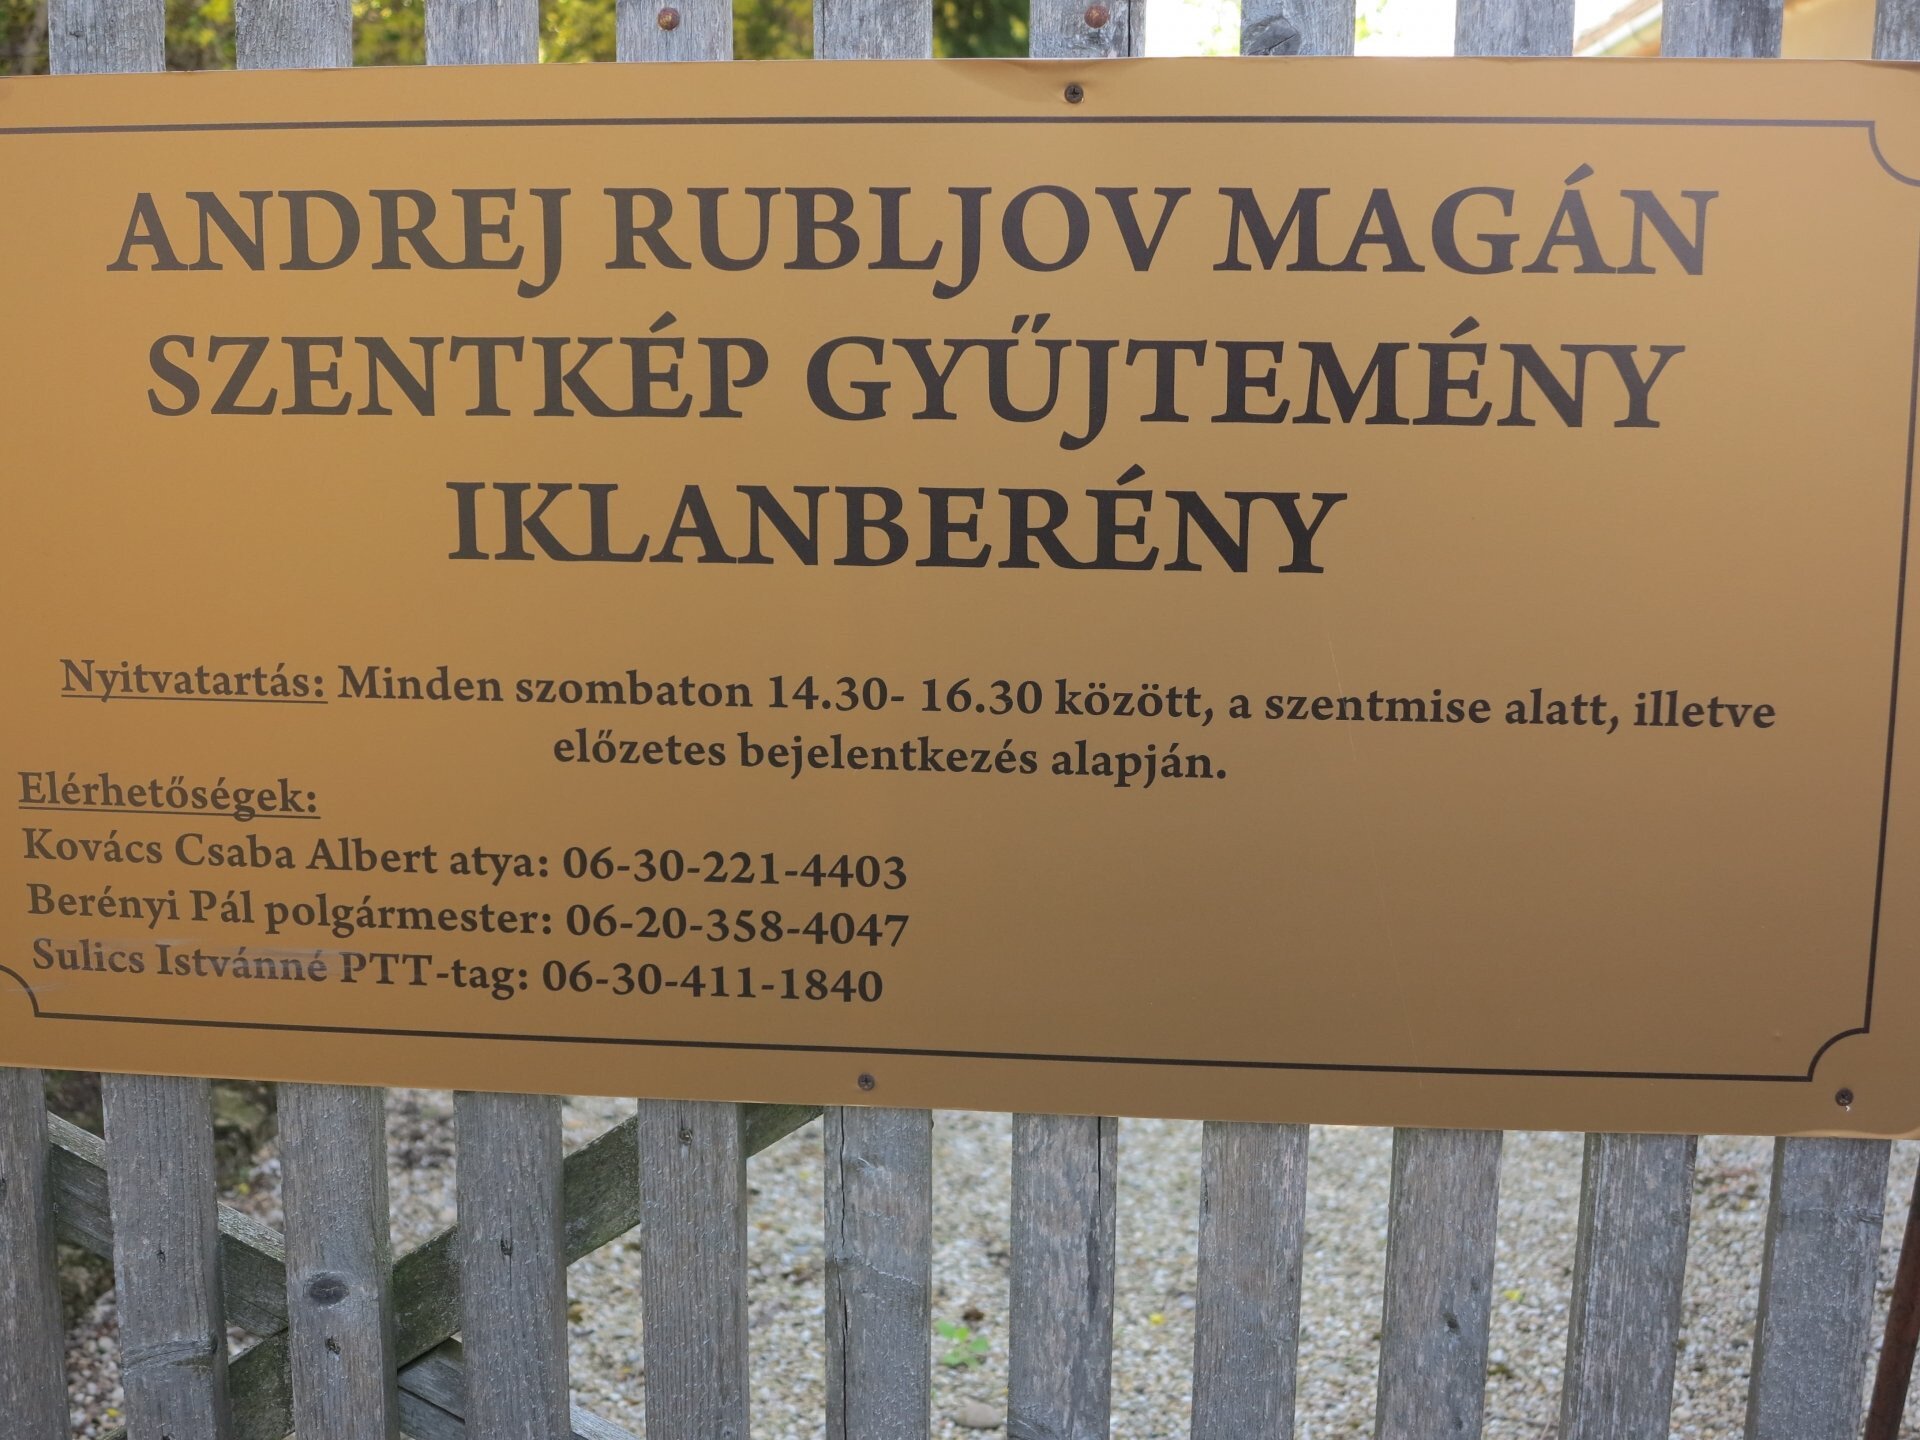 ANDREJ RUBLJOV MAGÁN
SZENTKÉP GYŰJTEMÉNY
IKLANBERÉNY
Nyitvatartás: Minden szombaton 14.30- 16.30 között, a szentmise alatt, illetve
előzetes bejelentkezés alapján.
Elérhetőségek:
Kovács Csaba Albert atya: 06-30-221-4403
Berényi Pál polgármester: 06-20-358-4047
Sulics Istvánné PTT-tag: 06-30-411-1840